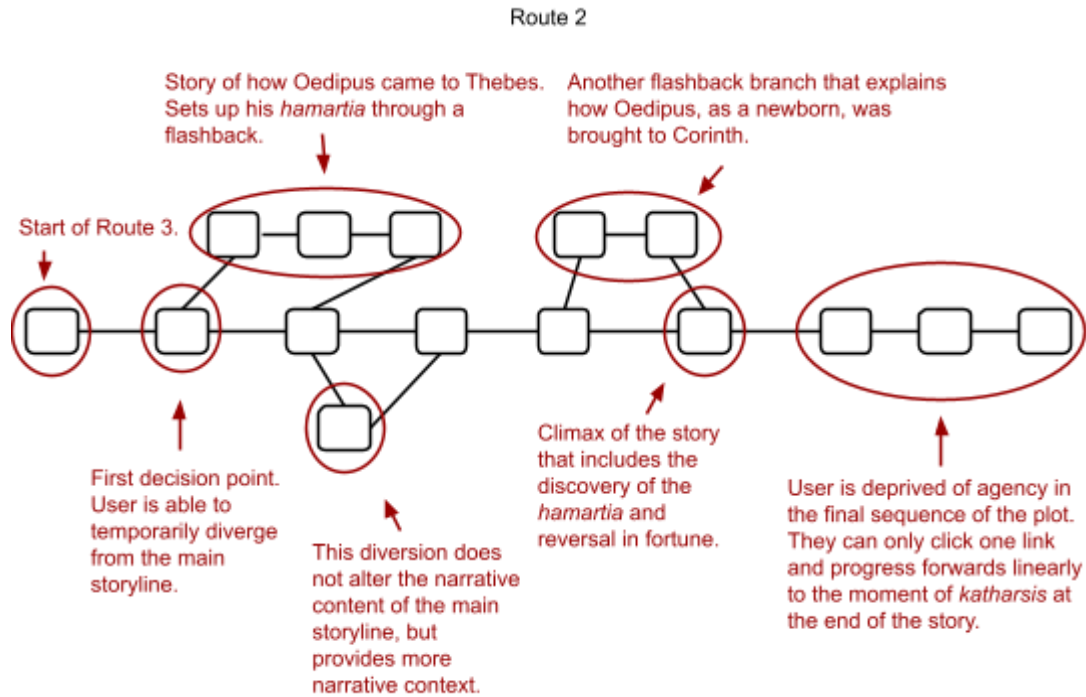 Route 2
Story of how Oedipus came to Thebes.
Sets up his hamartia through a
flashback.
Another flashback branch that explains
how Oedipus, as a newborn, was
brought to Corinth.
Start of Route 3.
First decision point.
User is able to
temporarily diverge
from the main
storyline.
This diversion does
not alter the narrative
content of the main
storyline, but
provides more
narrative context.
Climax of the story
that includes the
discovery of the
hamartia and
reversal in fortune.
User is deprived of agency in
the final sequence of the plot.
They can only click one link
and progress forwards linearly
to the moment of katharsis at
the end of the story.